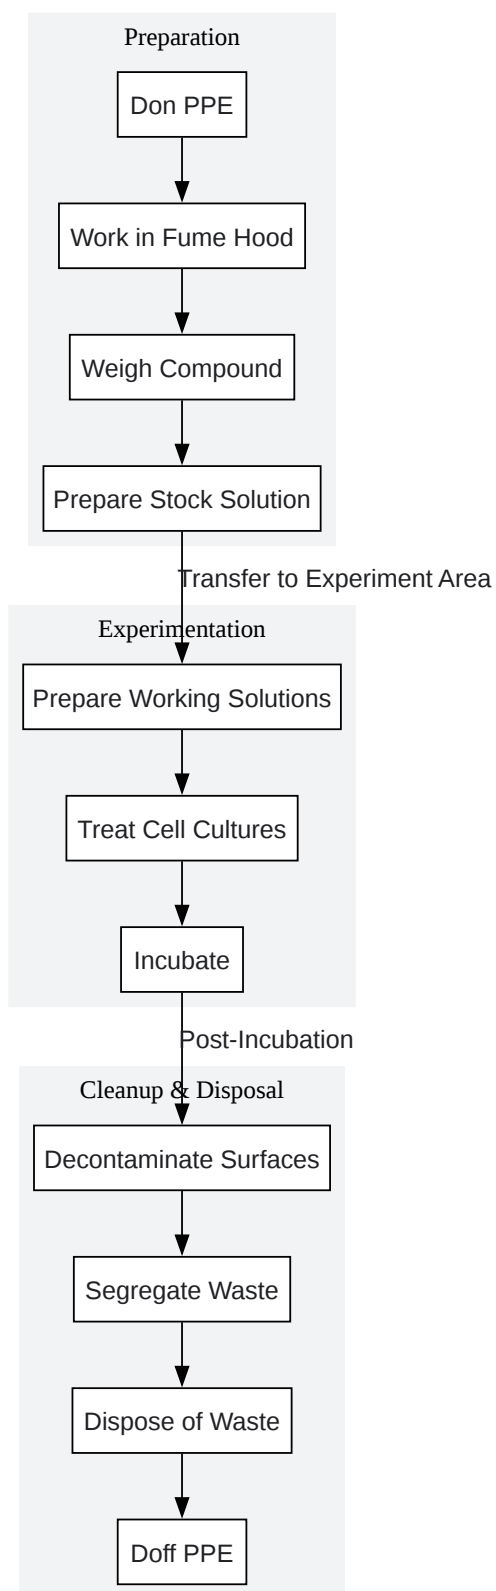 Preparation
Don PPE
Work in Fume Hood
Weigh Compound
Prepare Stock Solution
Transfer to Experiment Area
Experimentation
Prepare Working Solutions
Treat Cell Cultures
Incubate
Post-Incubation
Cleanup & Disposal
Decontaminate Surfaces
Segregate Waste
Dispose of Waste
Doff PPE